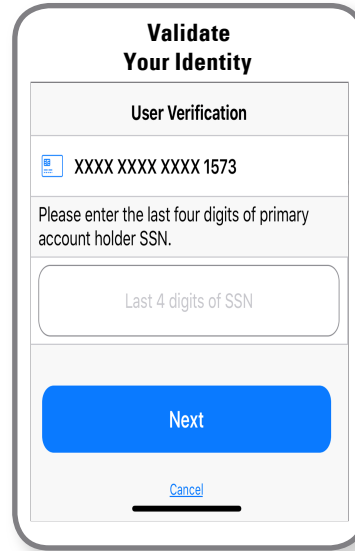 Validate
Your Identity
User Verification
XXXX XXXX XXXX 1573
Please enter the last four digits of primary
account holder SSN.
Last 4 digits of SSN
Next
Cancel